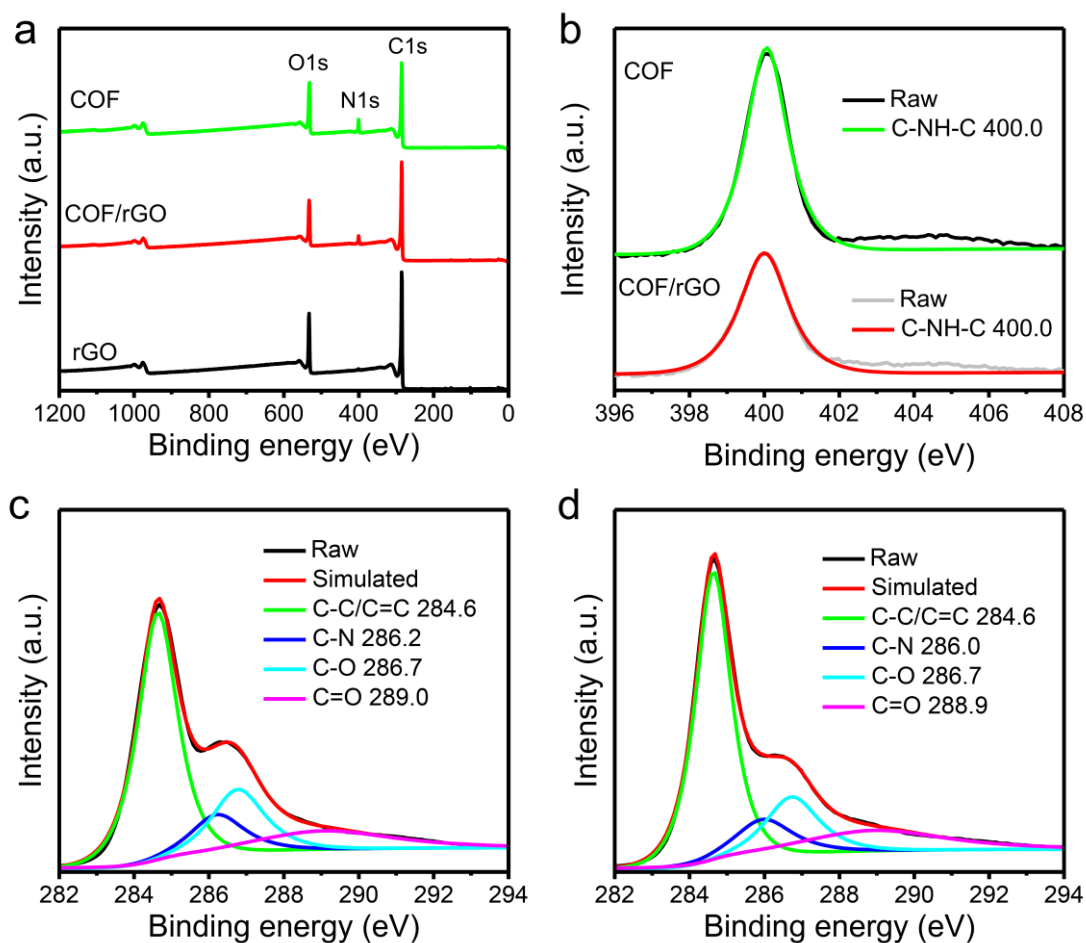 a
O1s
C1s
N1s
COF
COF/rGO
rGO
Intensity (a.u.)
1200 1000 800 600 400 200 0
Binding energy (eV)
b
COF
Raw
C-NH-C 400.0
COF/rGO
Raw
C-NH-C 400.0
Intensity (a.u.)
396 398 400 402 404 406 408
Binding energy (eV)
c
Raw
Simulated
C-C/C=C 284.6
C-N 286.2
C-O 286.7
C=O 289.0
Intensity (a.u.)
282 284 286 288 290 292 294
Binding energy (eV)
d
Raw
Simulated
C-C/C=C 284.6
C-N 286.0
C-O 286.7
C=O 288.9
Intensity (a.u.)
282 284 286 288 290 292 294
Binding energy (eV)